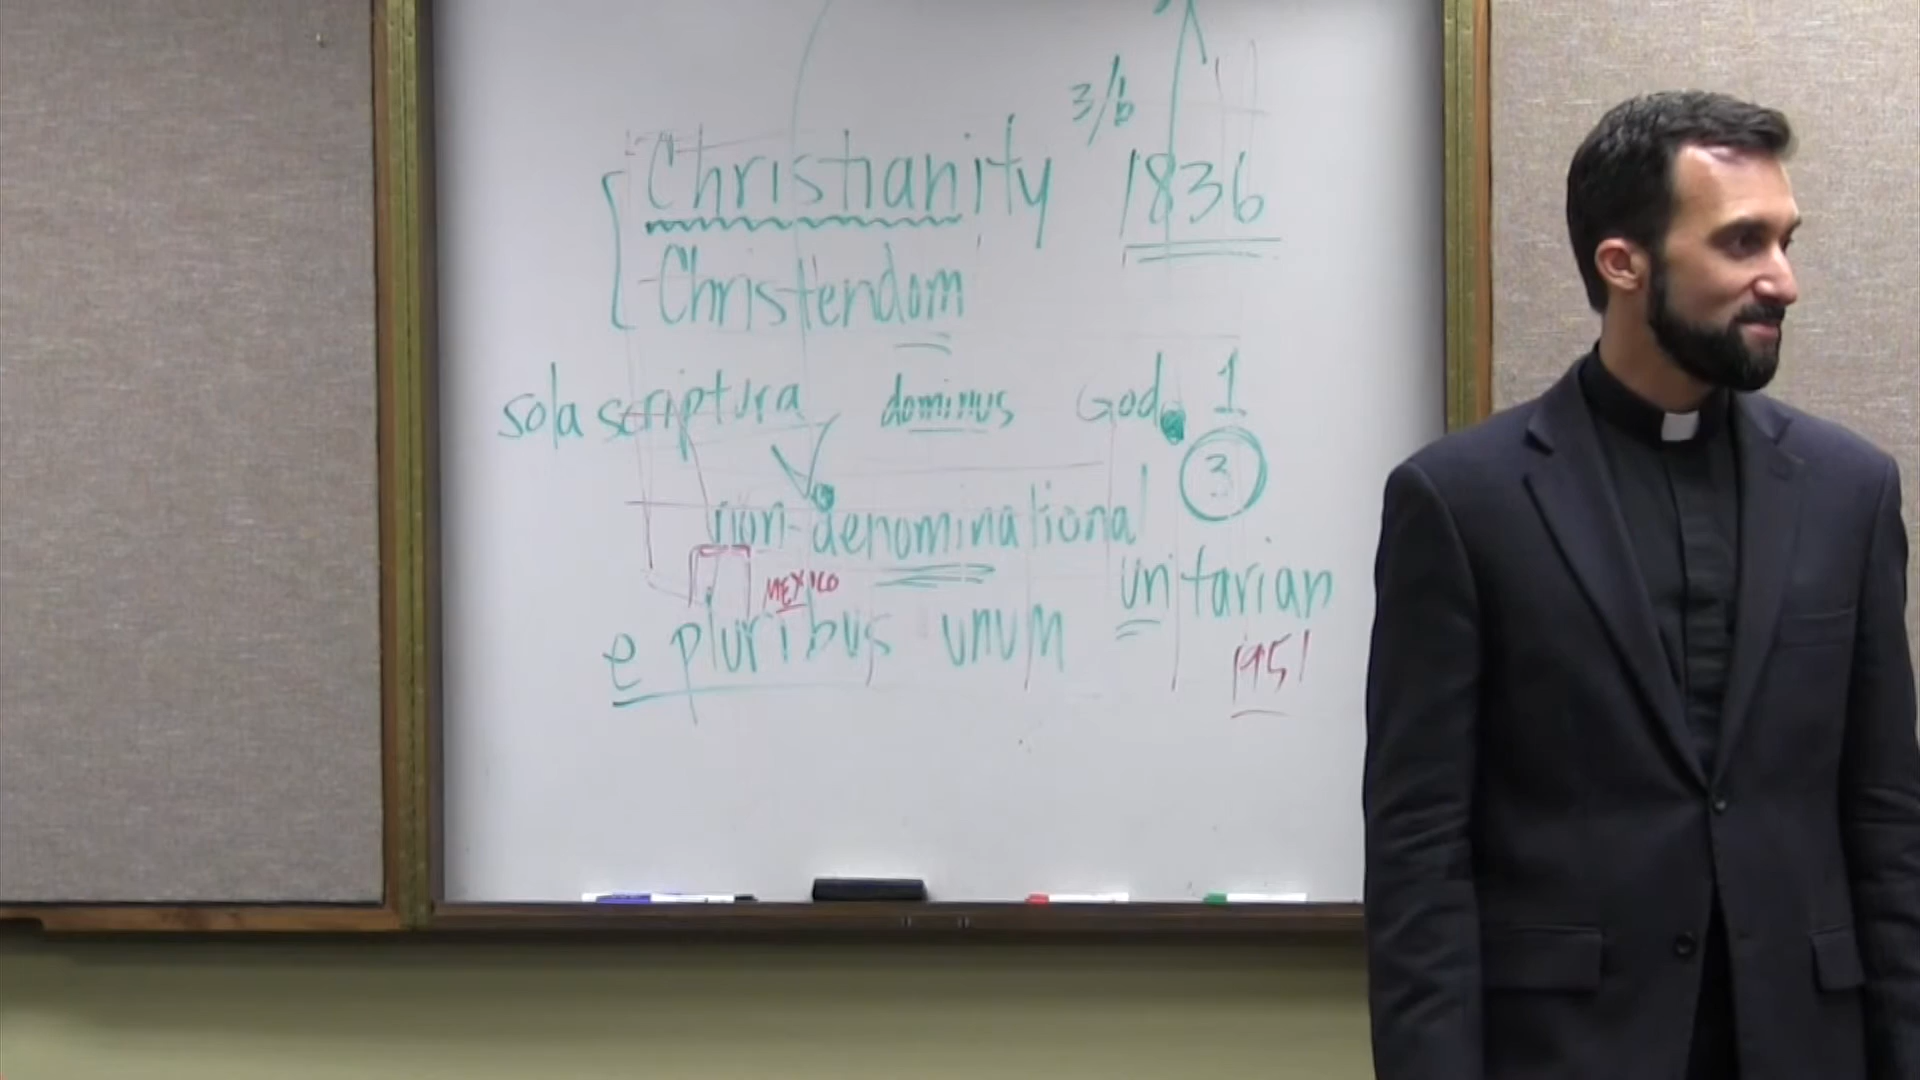 3/6
Christianity 1836
Christendom
sola scriptura dominus God 1
3
non-denominational
MEXICO unitarian
e pluribus unum
1951